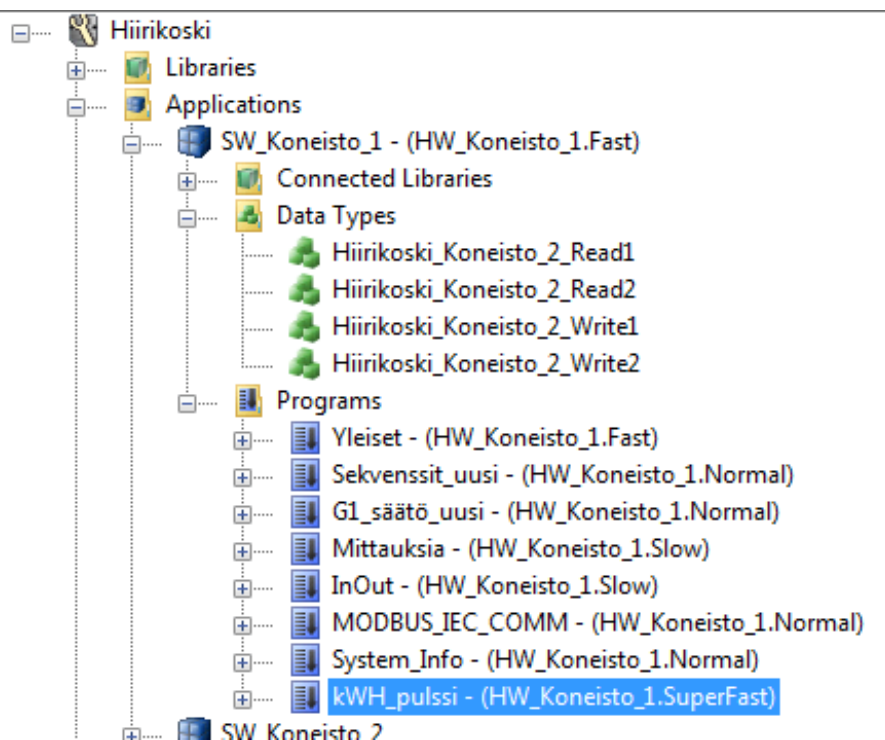 Hiirikoski
Libraries
Applications
SW_Koneisto_1 - (HW_Koneisto_1.Fast)
Connected Libraries
Data Types
Hiirikoski_Koneisto_2_Read1
Hiirikoski_Koneisto_2_Read2
Hiirikoski_Koneisto_2_Write1
Hiirikoski_Koneisto_2_Write2
Programs
Yleiset - (HW_Koneisto_1.Fast)
Sekvenssit_uusi - (HW_Koneisto_1.Normal)
G1_säätö_uusi - (HW_Koneisto_1.Normal)
Mittauksia - (HW_Koneisto_1.Slow)
InOut - (HW_Koneisto_1.Slow)
MODBUS_IEC_COMM - (HW_Koneisto_1.Normal)
System_Info - (HW_Koneisto_1.Normal)
kWH_pulssi - (HW_Koneisto_1.SuperFast)
SW_Koneisto_2